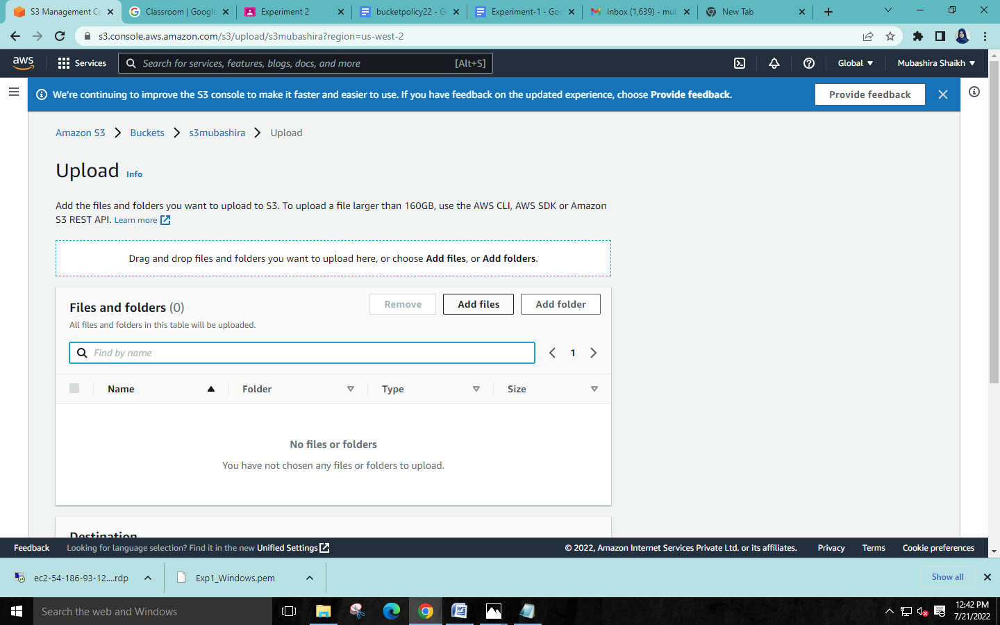 S3 Management Co
Classroom | Google
Experiment 2
bucketpolicy22 - G
Experiment-1 - Goo
Inbox (1,639) - mub
New Tab
s3.console.aws.amazon.com/s3/upload/s3mubashira?region=us-west-2
aws
Services
Search for services, features, blogs, docs, and more
[Alt+S]
Global
Mubashira Shaikh
We're continuing to improve the S3 console to make it faster and easier to use. If you have feedback on the updated experience, choose Provide feedback.
Provide feedback
Amazon S3
Buckets
s3mubashira
Upload
Upload Info
Add the files and folders you want to upload to S3. To upload a file larger than 160GB, use the AWS CLI, AWS SDK or Amazon
S3 REST API. Learn more
Drag and drop files and folders you want to upload here, or choose Add files, or Add folders.
Files and folders (0)
Remove
Add files
Add folder
All files and folders in this table will be uploaded.
Find by name
1
Name
Folder
Type
Size
No files or folders
You have not chosen any files or folders to upload.
Destination
Feedback
Looking for language selection? Find it in the new Unified Settings
© 2022, Amazon Internet Services Private Ltd. or its affiliates.
Privacy
Terms
Cookie preferences
ec2-54-186-93-12....rdp
Exp1_Windows.pem
Show all
Search the web and Windows
12:42 PM
7/21/2022